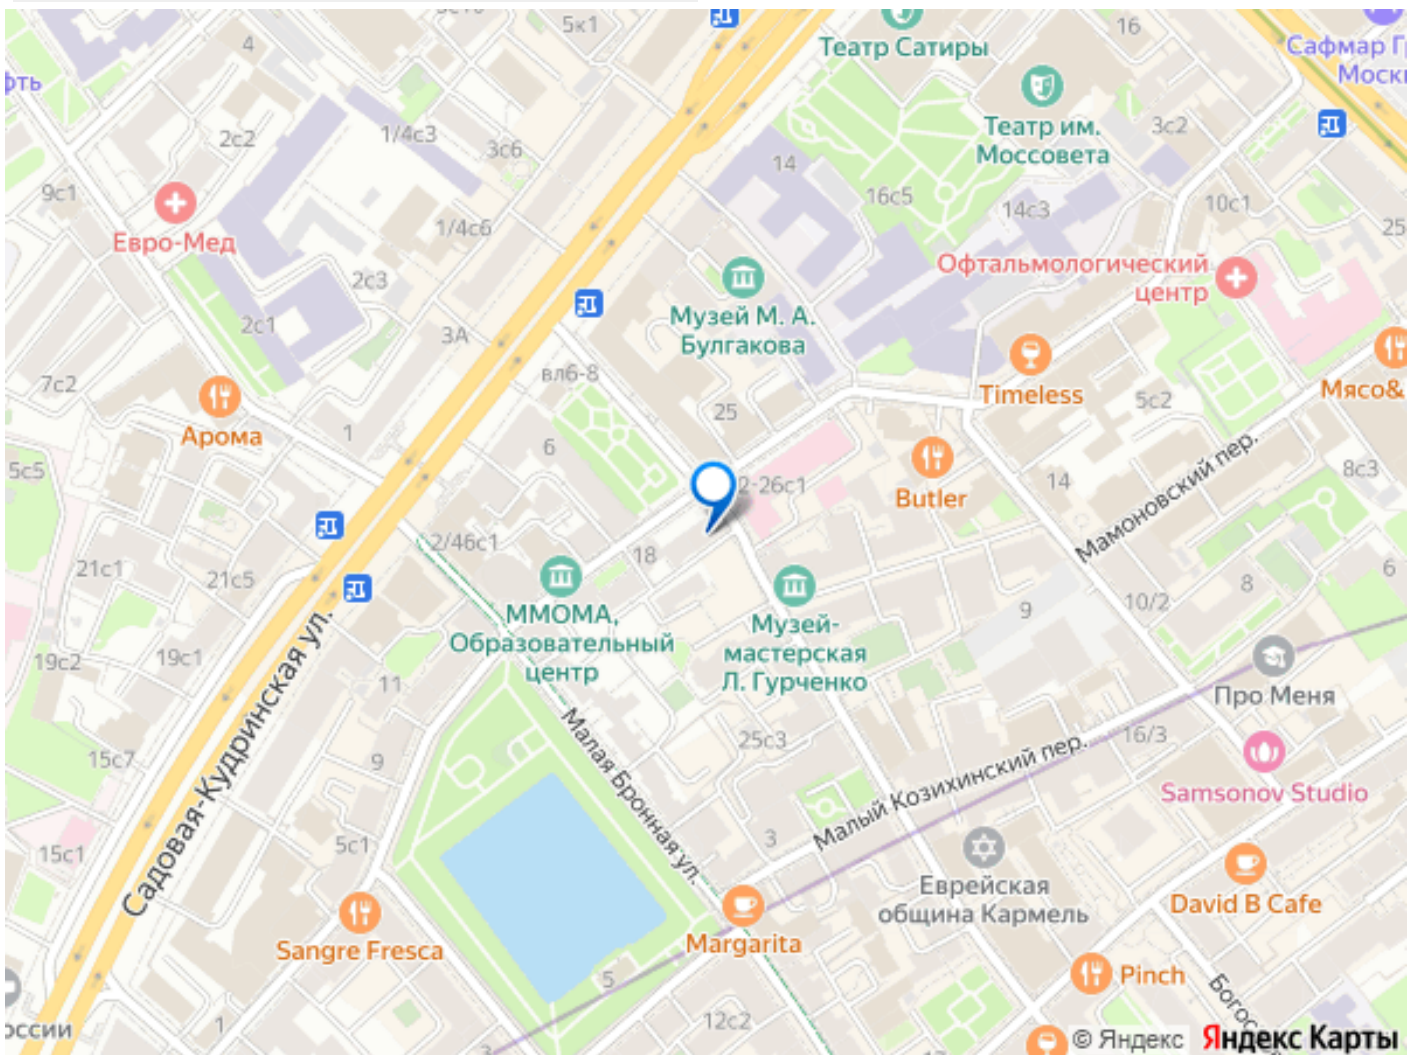 5к1
16
Театр Сатиры
Сафмар Г
Моск
4
фть
2с2
1/4с3
3с6
Театр им.
Моссовета
3с2
14
16с5
14с3
10с1
25
9с1
Евро-Мед
1/4с6
2с3
Офтальмологический
центр
Музей М. А.
Булгакова
2с1
3А
вл6-8
7с2
Timeless
5с2
Мясо&
25
Арома
1
6
5с5
8с3
2-26с1
Butler
14
Мамоновский пер.
2/46с1
18
21с1
21с5
ММОМА,
Образовательный
центр
Музей-
мастерская
Л. Гурченко
9
10/2
8
6
19с2
19с1
Садовая-Кудринская ул.
11
Про Меня
Малая Бронная ул.
25с3
16/3
15с7
9
Малый Козихинский пер.
Samsonov Studio
3
5с1
15с1
Еврейская
община Кармель
David B Cafe
Sangre Fresca
Margarita
5
Pinch
Богос
12с2
1
оссии
© Яндекс
Яндекс Карты